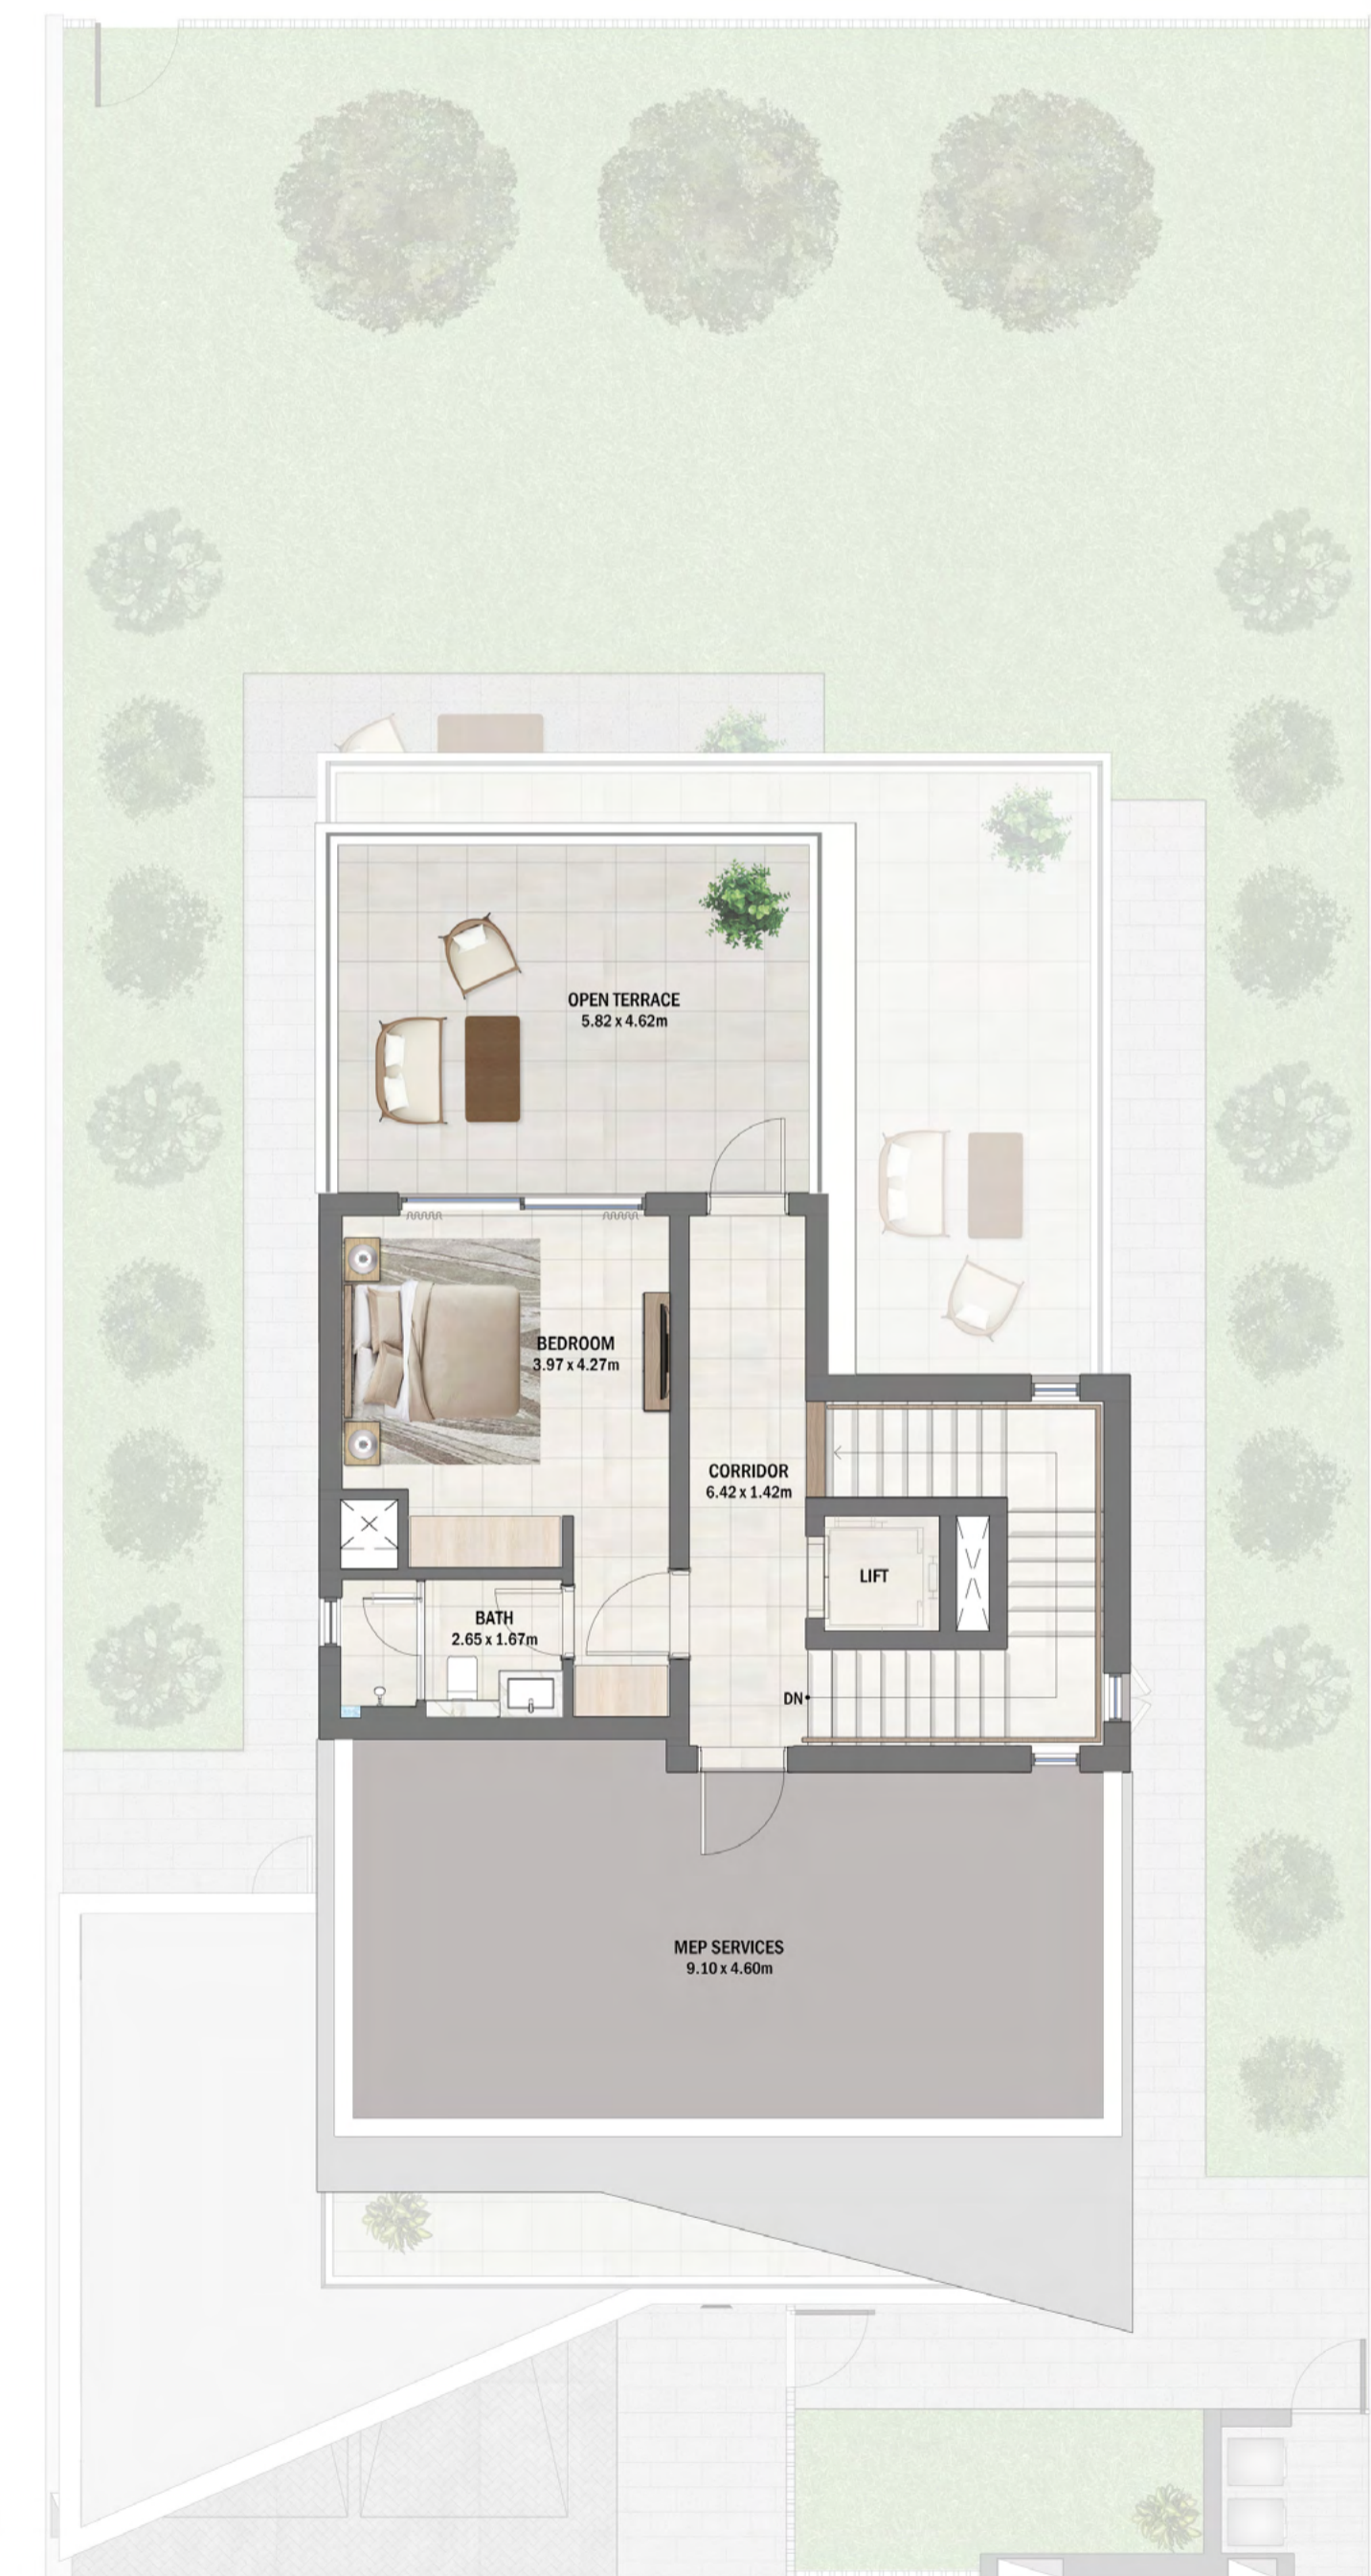 OPEN TERRACE
5.82 x 4.62m
BEDROOM
3.97 x 4.27m
CORRIDOR
6.42 x 1.42m
LIFT
BATH
2.65 x 1.67m
DN
MEP SERVICES
9.10 x 4.60m